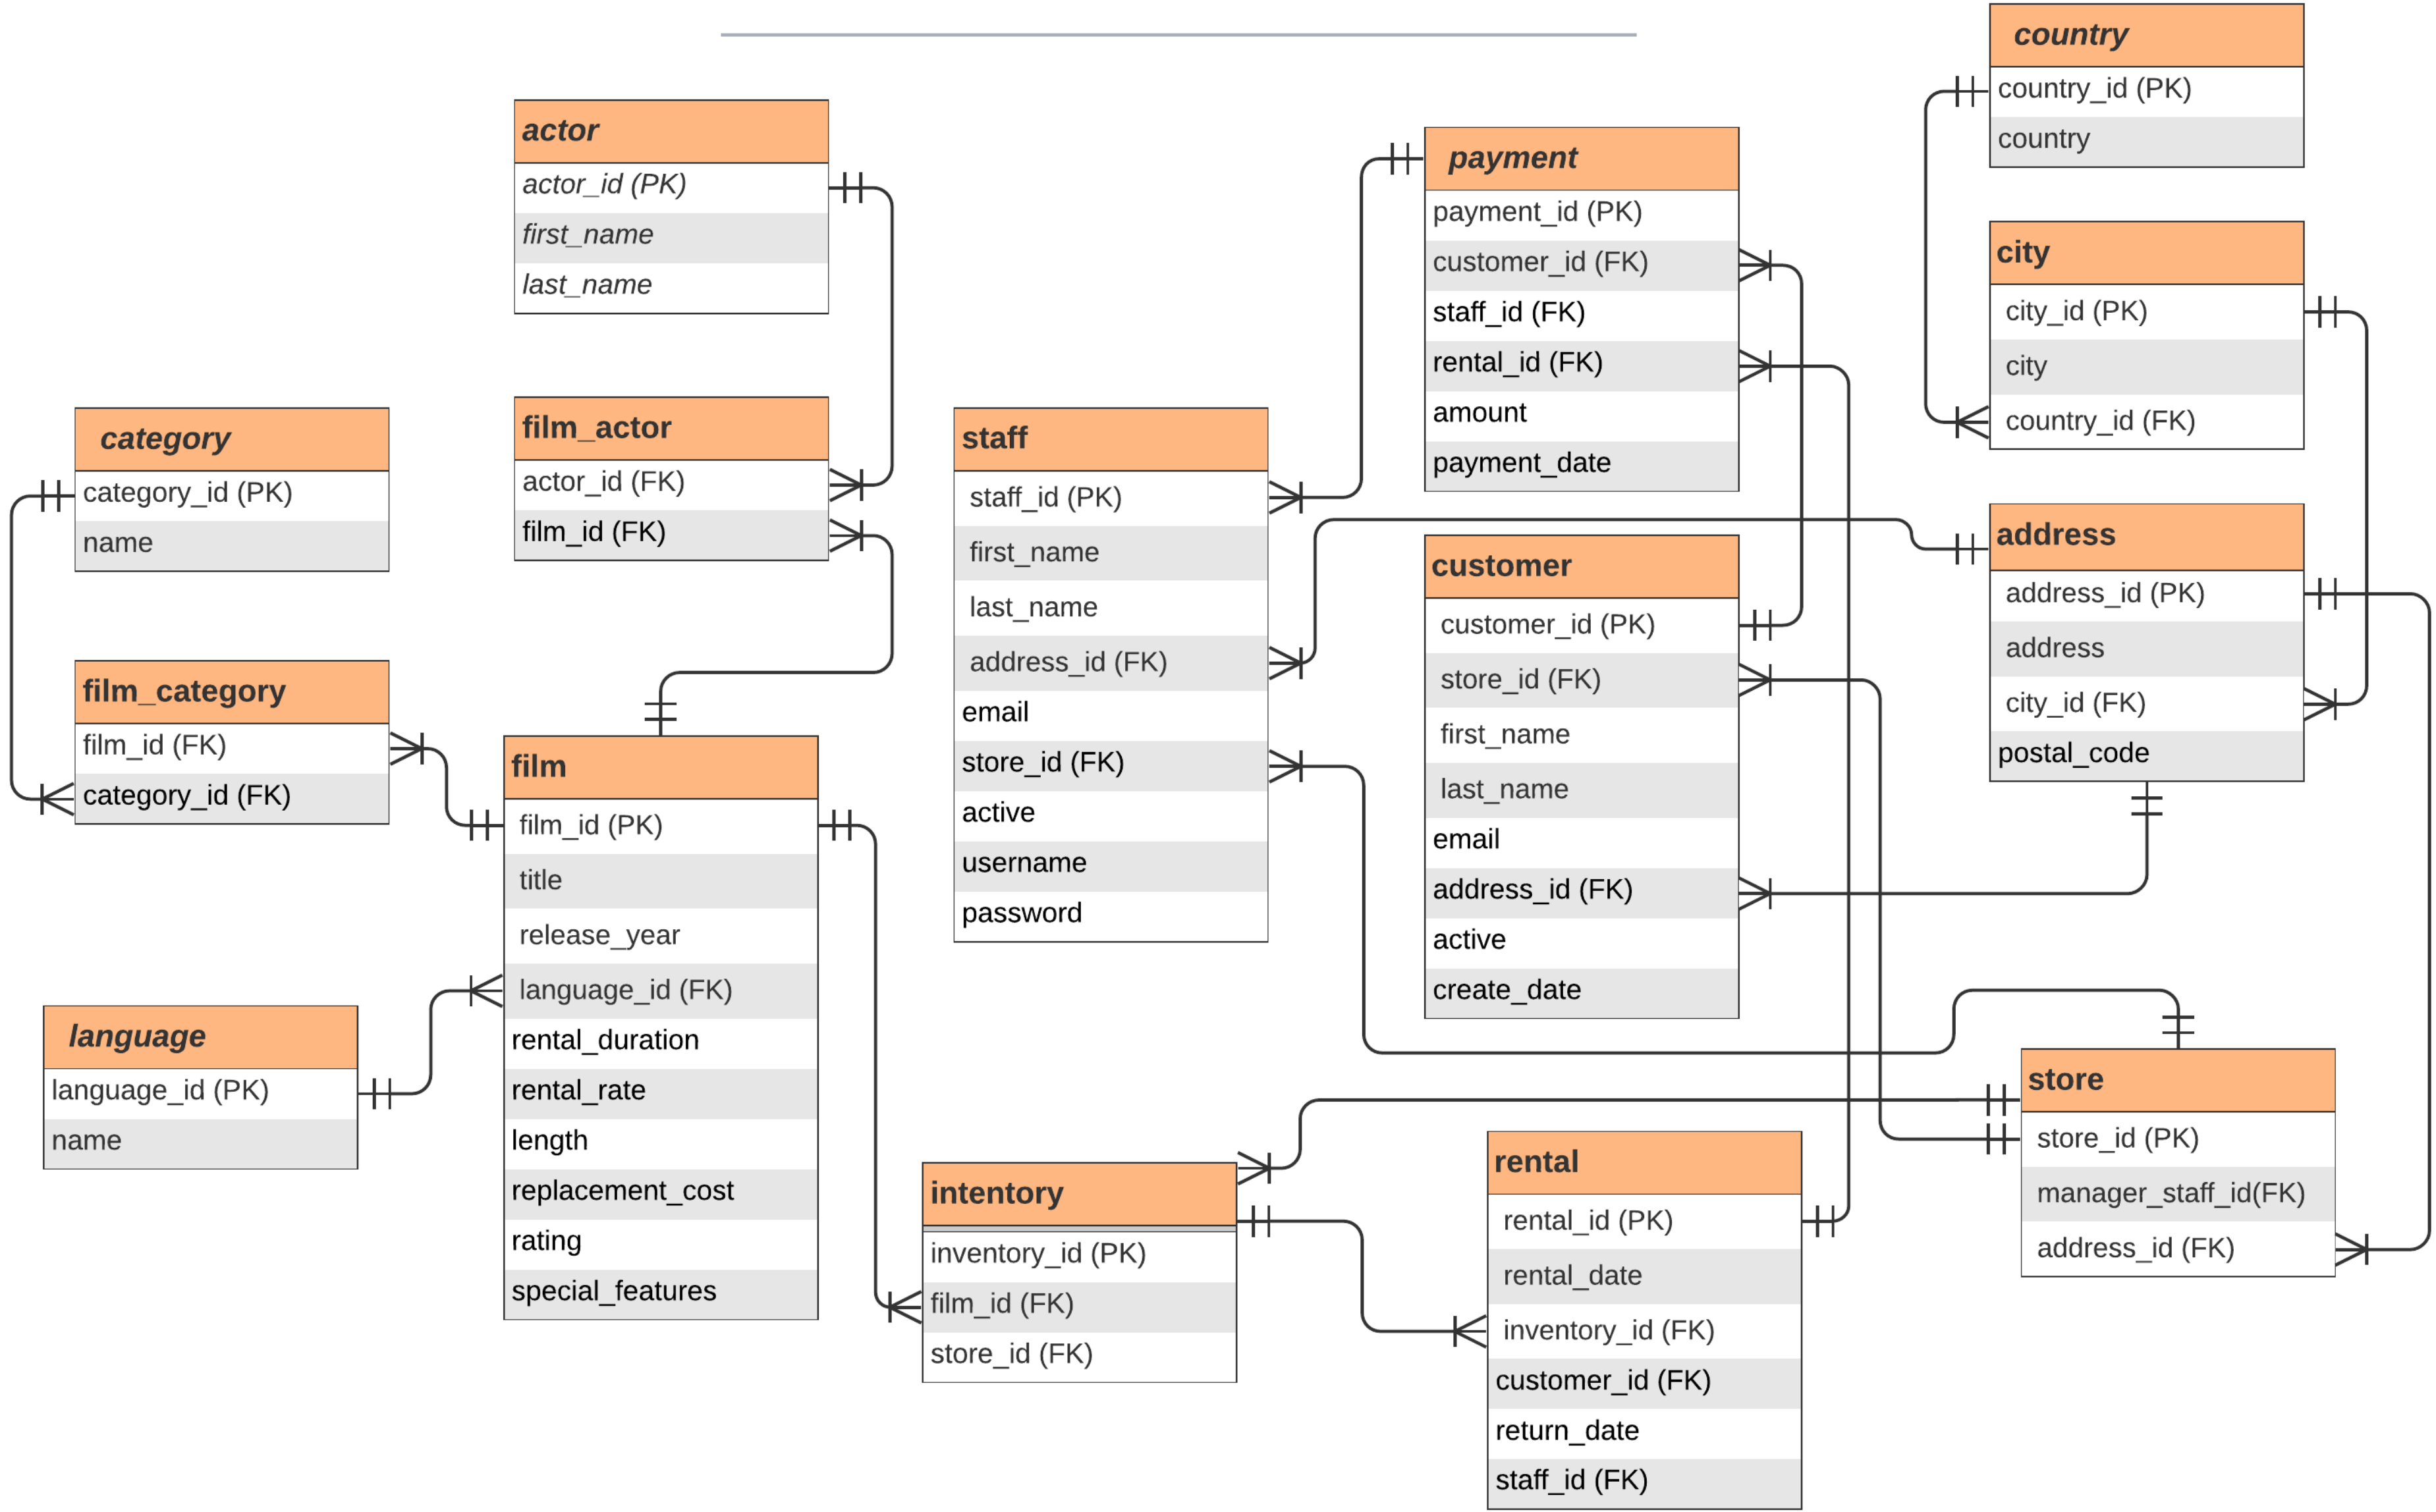 country
country_id (PK)
country
actor
actor_id (PK)
first_name
last_name
payment
payment_id (PK)
customer_id (FK)
staff_id (FK)
rental_id (FK)
amount
payment_date
city
city_id (PK)
city
country_id (FK)
category
category_id (PK)
name
film_actor
actor_id (FK)
film_id (FK)
staff
staff_id (PK)
first_name
last_name
address_id (FK)
email
store_id (FK)
active
username
password
customer
customer_id (PK)
store_id (FK)
first_name
last_name
email
address_id (FK)
active
create_date
address
address_id (PK)
address
city_id (FK)
postal_code
film_category
film_id (FK)
category_id (FK)
film
film_id (PK)
title
release_year
language_id (FK)
rental_duration
rental_rate
length
replacement_cost
rating
special_features
language
language_id (PK)
name
intentory
inventory_id (PK)
film_id (FK)
store_id (FK)
rental
rental_id (PK)
rental_date
inventory_id (FK)
customer_id (FK)
return_date
staff_id (FK)
store
store_id (PK)
manager_staff_id(FK)
address_id (FK)